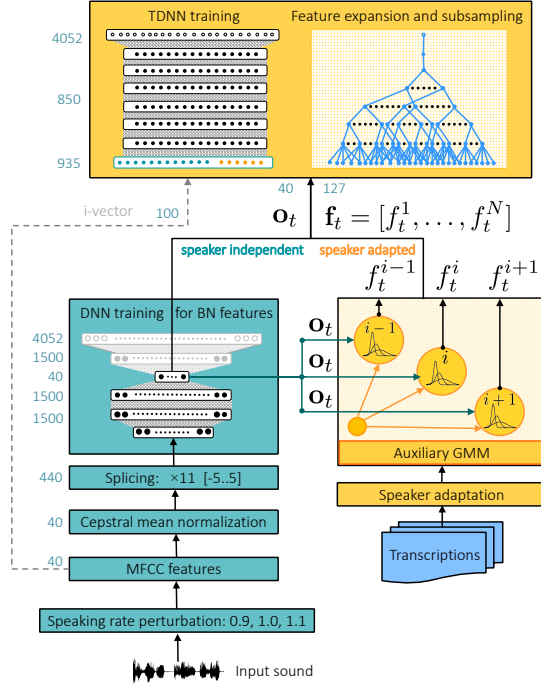 TDNN training
Feature expansion and subsampling
4052
850
935
40
127
i-vector
100
o_t
f_t = [f_t^1, . . . , f_t^N]
speaker independent
speaker adapted
f_t^{i-1}
f_t^i
f_t^{i+1}
DNN training for BN features
4052
1500
40
1500
1500
o_t
o_t
o_t
i − 1
i
i + 1
Auxiliary GMM
440
Splicing: ×11 [-5..5]
Speaker adaptation
40
Cepstral mean normalization
Transcriptions
40
MFCC features
Speaking rate perturbation: 0.9, 1.0, 1.1
Input sound